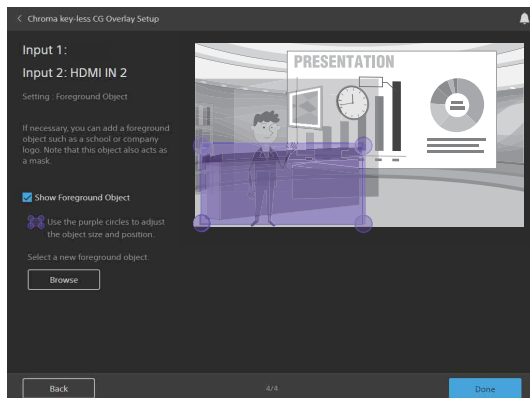 Chroma key-less CG Overlay Setup
Input 1:
Input 2: HDMI IN 2
Setting : Foreground Object
If necessary, you can add a foreground
object such as a school or company
logo. Note that this object also acts as
a mask.
Show Foreground Object
Use the purple circles to adjust
the object size and position.
Select a new foreground object.
Browse
PRESENTATION
Back
4/4
Done